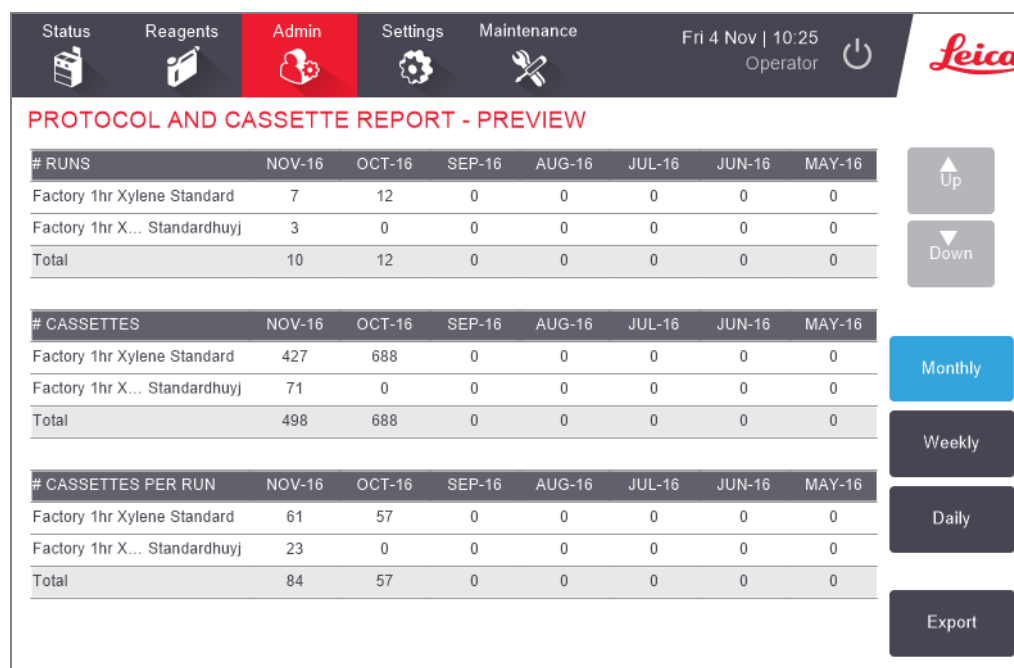 Status Reagents Admin Settings Maintenance Fri 4 Nov | 10:25
Operator
Leica
PROTOCOL AND CASSETTE REPORT - PREVIEW
# RUNS NOV-16 OCT-16 SEP-16 AUG-16 JUL-16 JUN-16 MAY-16
Factory 1hr Xylene Standard 7 12 0 0 0 0 0
Factory 1hr X... Standardhuyj 3 0 0 0 0 0 0
Total 10 12 0 0 0 0 0
# CASSETTES NOV-16 OCT-16 SEP-16 AUG-16 JUL-16 JUN-16 MAY-16
Factory 1hr Xylene Standard 427 688 0 0 0 0 0
Factory 1hr X... Standardhuyj 71 0 0 0 0 0 0
Total 498 688 0 0 0 0 0
# CASSETTES PER RUN NOV-16 OCT-16 SEP-16 AUG-16 JUL-16 JUN-16 MAY-16
Factory 1hr Xylene Standard 61 57 0 0 0 0 0
Factory 1hr X... Standardhuyj 23 0 0 0 0 0 0
Total 84 57 0 0 0 0 0
Up
Down
Monthly
Weekly
Daily
Export